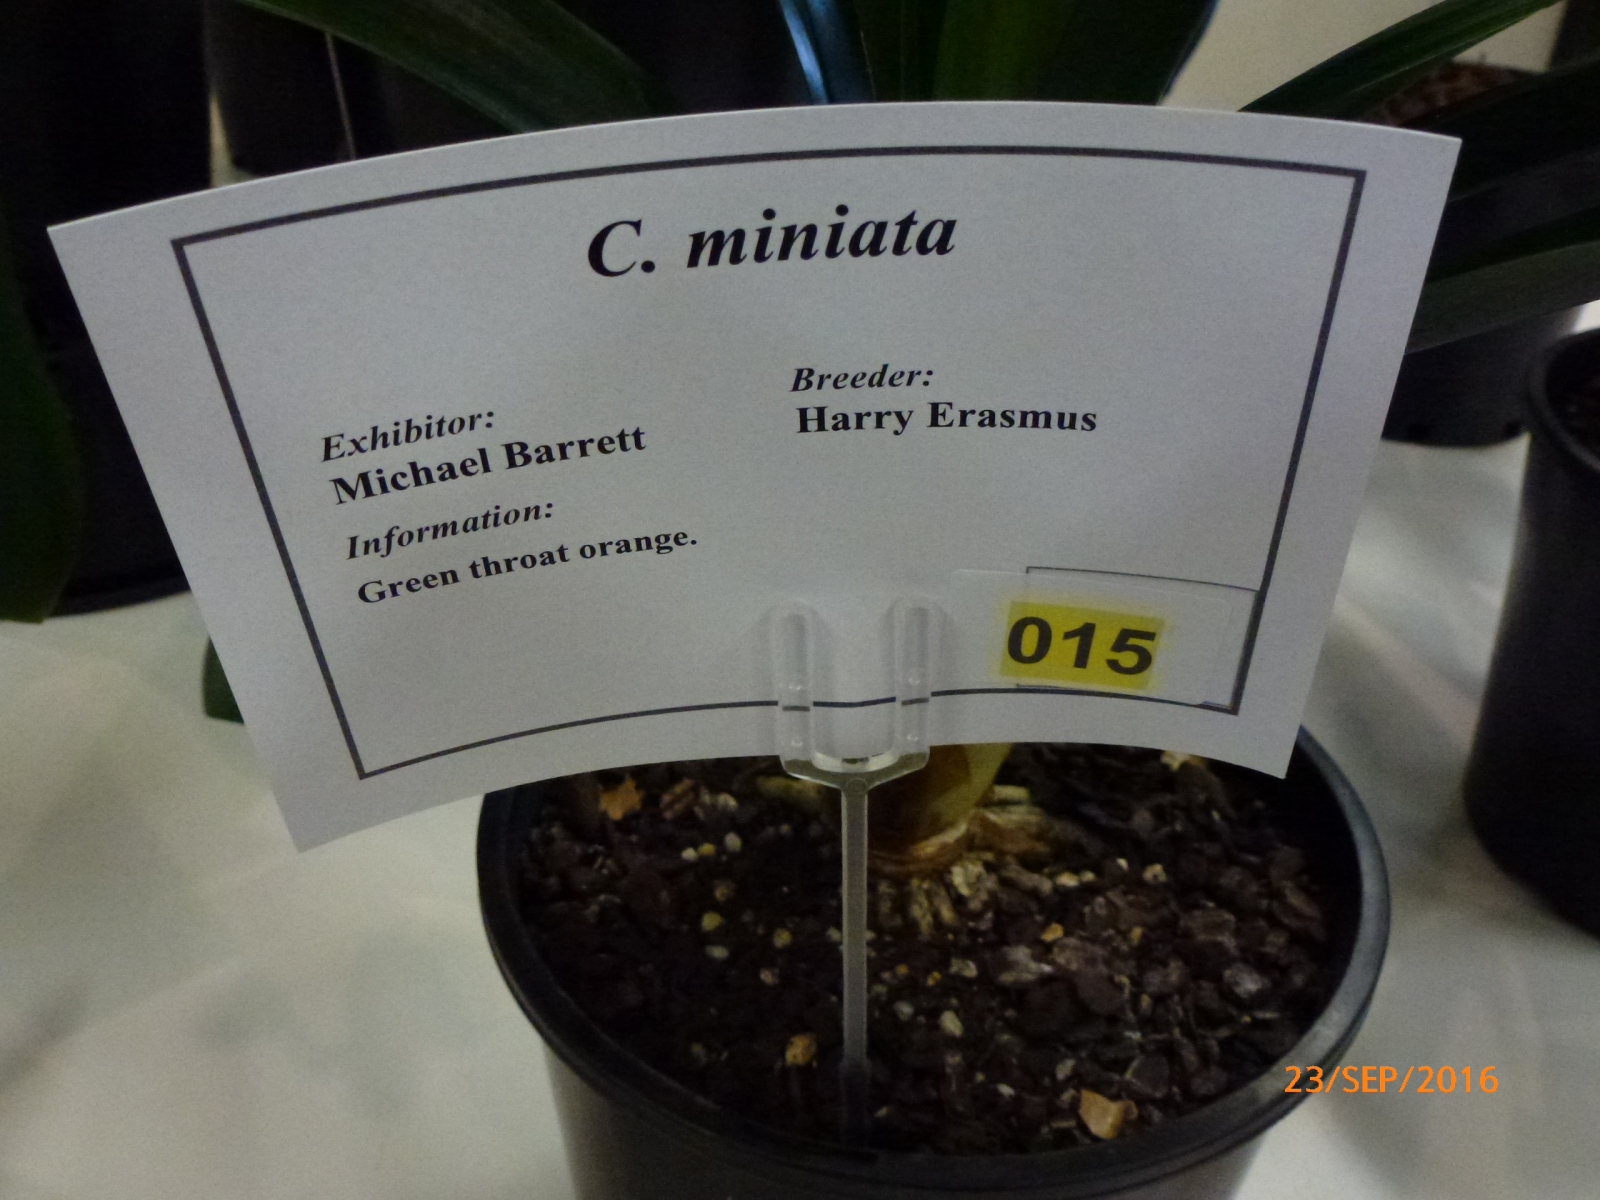 C. miniata
Exhibitor:
Michael Barrett
Breeder:
Harry Erasmus
Information:
Green throat orange.
015
23/SEP/2016